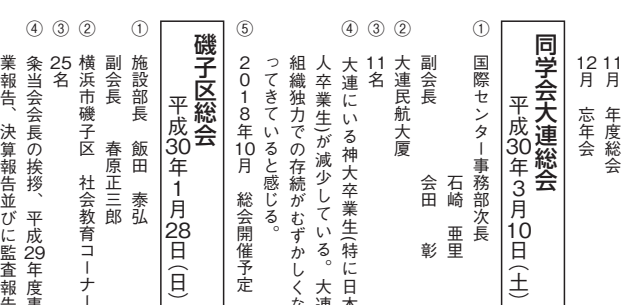 11月　年度総会
12月　忘年会
同学会大連総会
平成30年3月10日（土）
① 国際センター事務部次長
石崎　亜里
副会長　会田　彰
② 大連民航大厦
③ 11名
④ 大連にいる神大卒業生(特に日本
人卒業生)が減少している。大連
組織独力での存続がむずかしくな
ってきていると感じる。
⑤ 2018年10月　総会開催予定
磯子区総会
平成30年1月28日（日）
① 施設部長　飯田　泰弘
副会長　春原正三郎
② 横浜市磯子区　社会教育コーナー
③ 25名
④ 粂当会会長の挨拶、平成29年度事
業報告、決算報告並びに監査報告